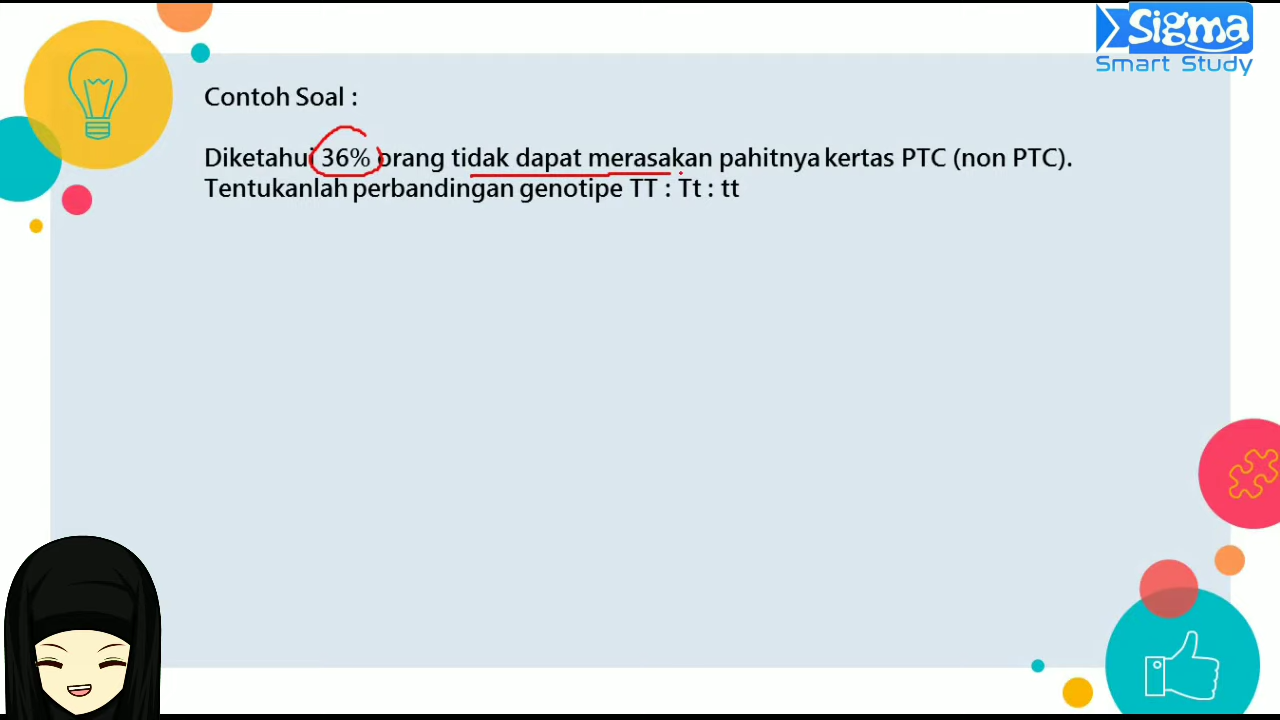 Sigma
Smart Study
Contoh Soal :
Diketahui 36% orang tidak dapat merasakan pahitnya kertas PTC (non PTC).
Tentukanlah perbandingan genotipe TT : Tt : tt